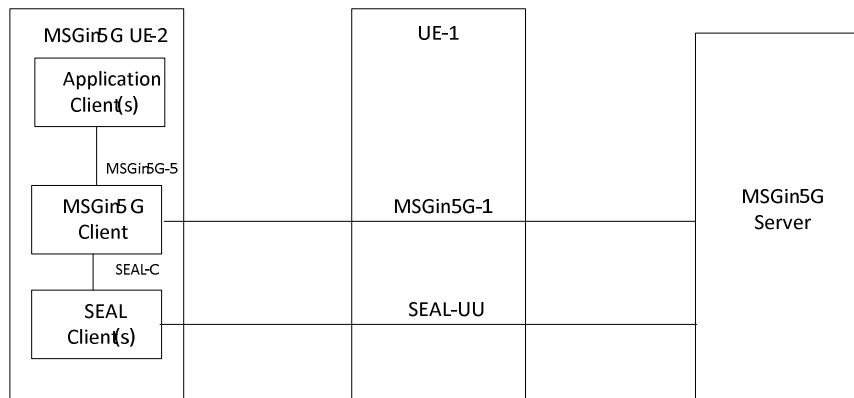 MSGin5G UE-2
Application
Client(s)
MSGin5G-5
MSGin5G
Client
SEAL-C
SEAL
Client(s)
UE-1
MSGin5G-1
SEAL-UU
MSGin5G
Server